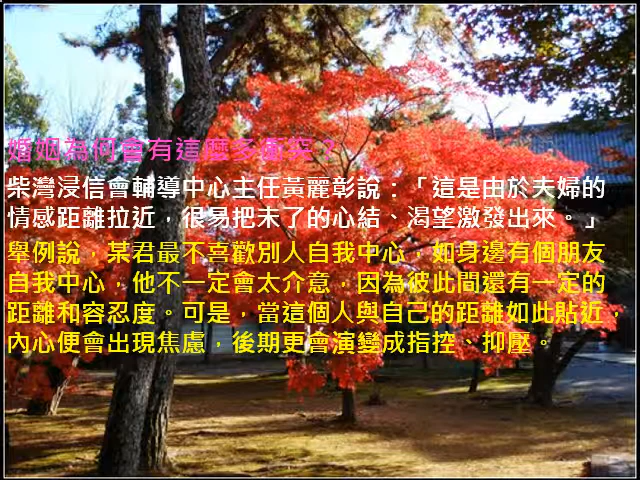 婚姻為何會有這麼多衝突？
柴灣浸信會輔導中心主任黃麗彰說：「這是由於夫婦的
情感距離拉近，很易把未了的心結、渴望激發出來。」
舉例說，某君最不喜歡別人自我中心，如身邊有個朋友
自我中心，他不一定會太介意，因為彼此間還有一定的
距離和容忍度。可是，當這個人與自己的距離如此貼近，
內心便會出現焦慮，後期更會演變成指控、抑壓。